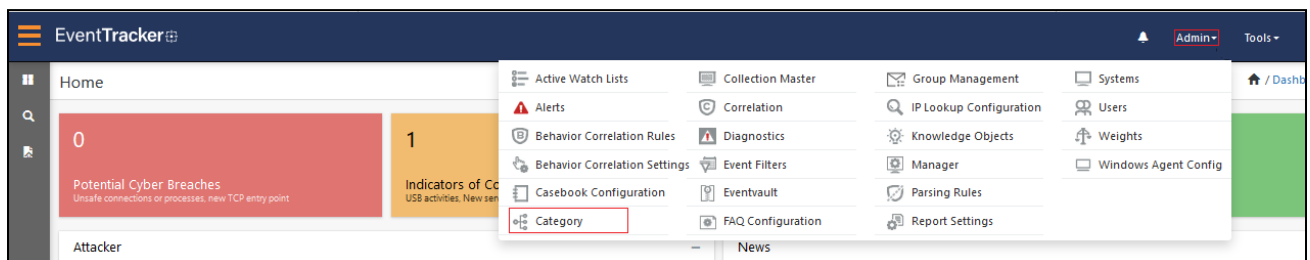 EventTracker
Admin
Tools
Home
/ Dashb
Active Watch Lists
Collection Master
Group Management
Systems
Alerts
Correlation
IP Lookup Configuration
Users
Behavior Correlation Rules
Diagnostics
Knowledge Objects
Weights
Behavior Correlation Settings
Event Filters
Manager
Windows Agent Config
Casebook Configuration
Eventvault
Parsing Rules
Category
FAQ Configuration
Report Settings
0
Potential Cyber Breaches
Unsafe connections or processes, new TCP entry point
1
Indicators of Co
USB activities, New sen
Attacker
News